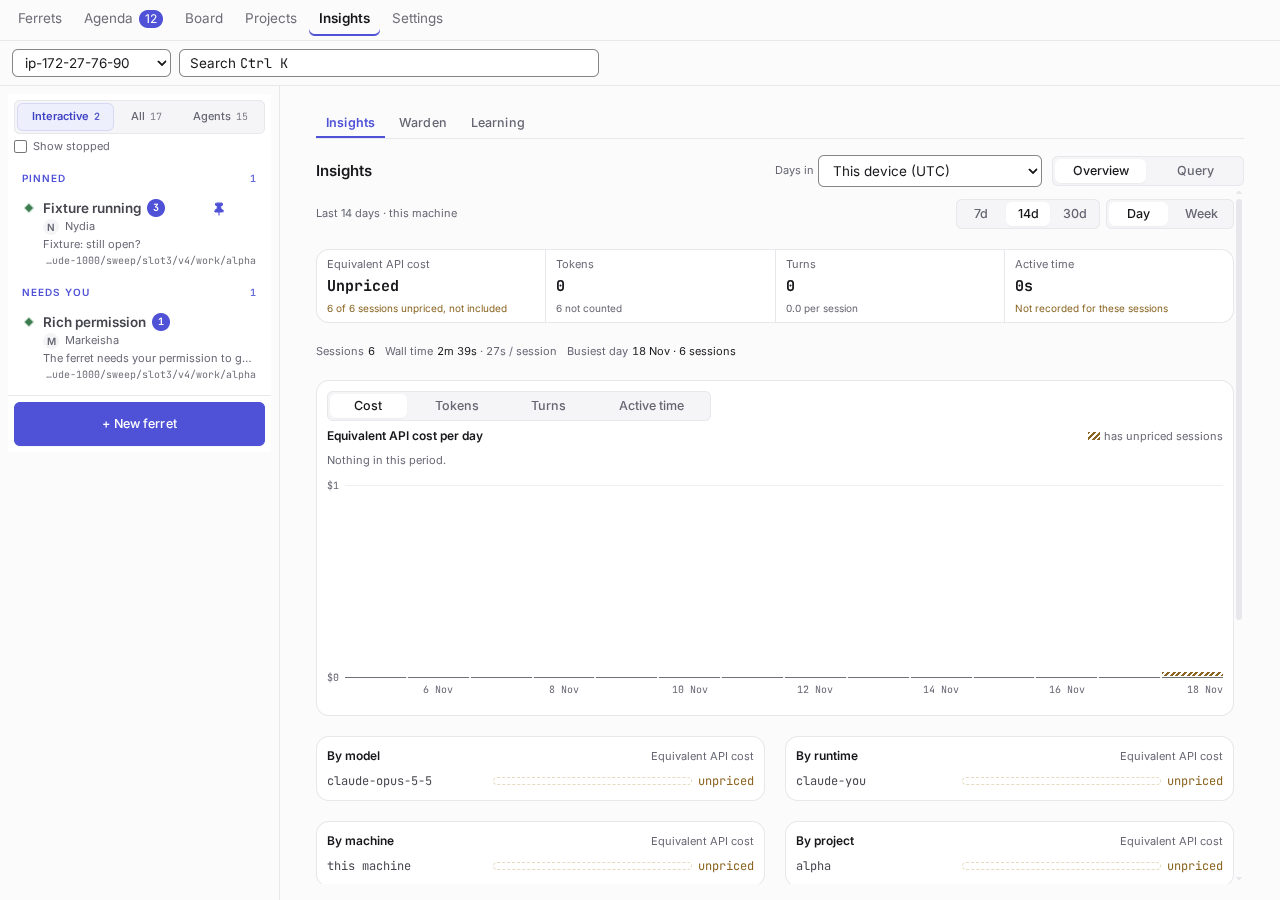 Ferrets Agenda 12 Board Projects Insights Settings
ip-172-27-76-90 Search Ctrl K
Interactive 2 All 17 Agents 15
Show stopped
PINNED 1
Fixture running 3
N Nydia
Fixture: still open?
…ude-1000/sweep/slot3/v4/work/alpha
NEEDS YOU 1
Rich permission 1
M Markeisha
The ferret needs your permission to g…
…ude-1000/sweep/slot3/v4/work/alpha
+ New ferret
Insights Warden Learning
Insights Days in This device (UTC) Overview Query
Last 14 days · this machine 7d 14d 30d Day Week
Equivalent API cost Tokens Turns Active time
Unpriced 0 0 0s
6 of 6 sessions unpriced, not included 6 not counted 0.0 per session Not recorded for these sessions
Sessions 6 Wall time 2m 39s · 27s / session Busiest day 18 Nov · 6 sessions
Cost Tokens Turns Active time
Equivalent API cost per day has unpriced sessions
Nothing in this period.
$1
$0
6 Nov 8 Nov 10 Nov 12 Nov 14 Nov 16 Nov 18 Nov
By model Equivalent API cost
claude-opus-5-5 unpriced
By runtime Equivalent API cost
claude-you unpriced
By machine Equivalent API cost
this machine unpriced
By project Equivalent API cost
alpha unpriced